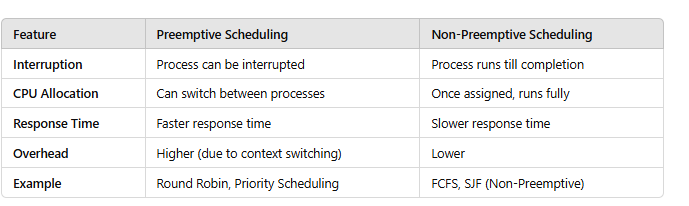 Feature Preemptive Scheduling Non-Preemptive Scheduling
Interruption Process can be interrupted Process runs till completion
CPU Allocation Can switch between processes Once assigned, runs fully
Response Time Faster response time Slower response time
Overhead Higher (due to context switching) Lower
Example Round Robin, Priority Scheduling FCFS, SJF (Non-Preemptive)